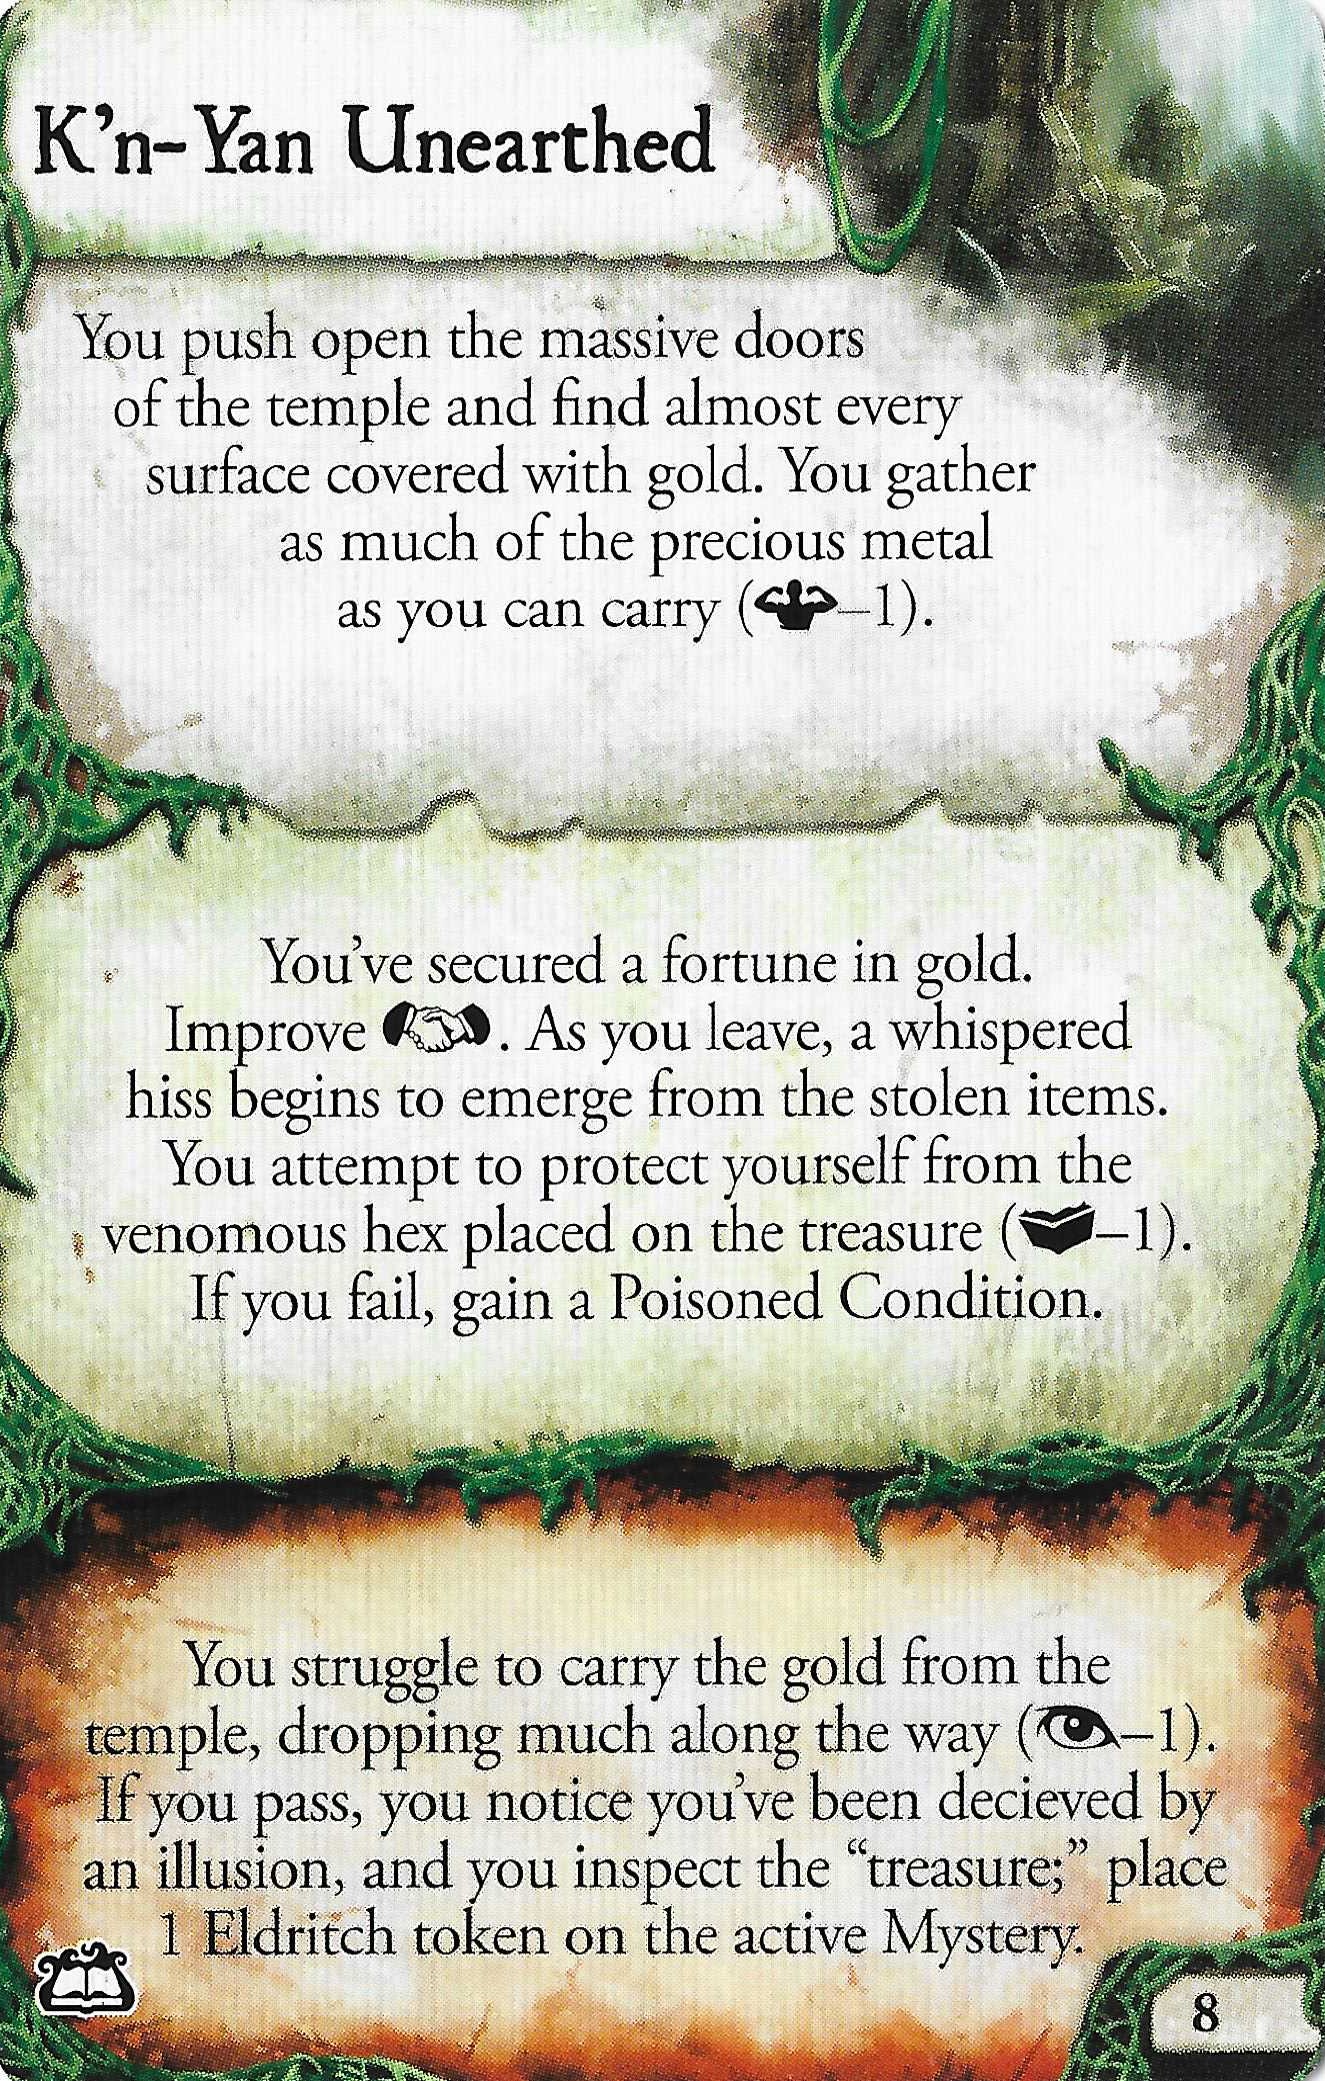 K'n-Yan Unearthed
You push open the massive doors
of the temple and find almost every
surface covered with gold. You gather
as much of the precious metal
as you can carry ( –1).
You've secured a fortune in gold.
Improve . As you leave, a whispered
hiss begins to emerge from the stolen items.
You attempt to protect yourself from the
venomous hex placed on the treasure ( –1).
If you fail, gain a Poisoned Condition.
You struggle to carry the gold from the
temple, dropping much along the way ( –1).
If you pass, you notice you've been decieved by
an illusion, and you inspect the “treasure;” place
1 Eldritch token on the active Mystery.
8